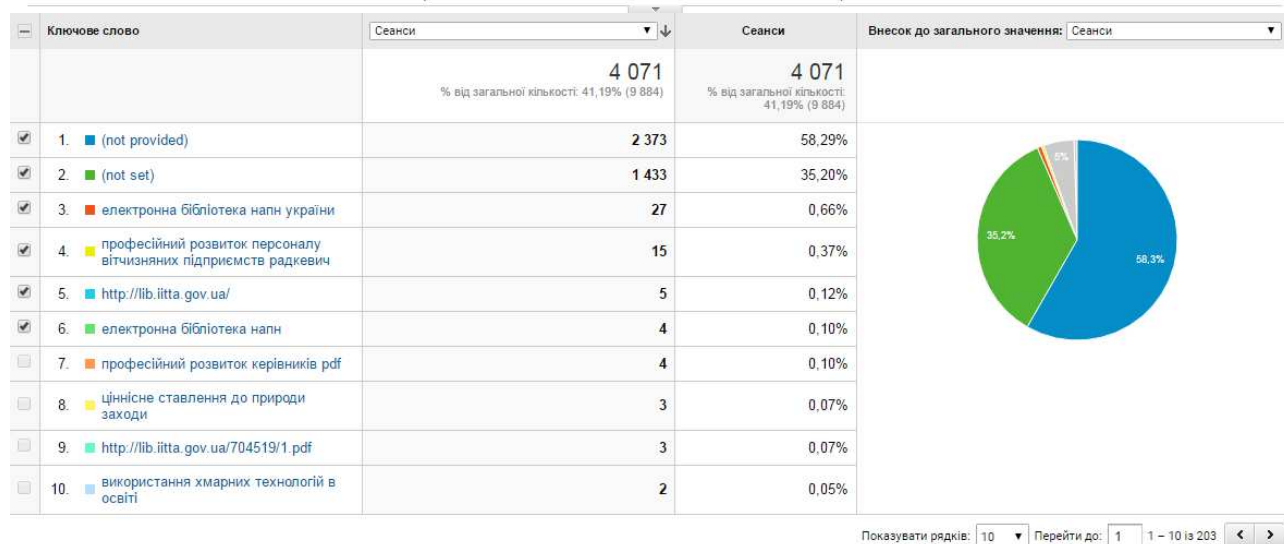 Ключове слово
Сеанси
Сеанси
Внесок до загального значення: Сеанси
4 071
% від загальної кількості: 41,19% (9 884)
4 071
% від загальної кількості:
41,19% (9 884)
1. (not provided) 2 373 58,29%
2. (not set) 1 433 35,20%
3. електронна бібліотека напн україни 27 0,66%
4. професійний розвиток персоналу
вітчизняних підприємств радкевич 15 0,37%
5. http://lib.iitta.gov.ua/ 5 0,12%
6. електронна бібліотека напн 4 0,10%
7. професійний розвиток керівників pdf 4 0,10%
8. ціннісне ставлення до природи
заходи 3 0,07%
9. http://lib.iitta.gov.ua/704519/1.pdf 3 0,07%
10. використання хмарних технологій в
освіті 2 0,05%
5%
35,2%
58,3%
Показувати рядків: 10 Перейти до: 1 1 – 10 із 203